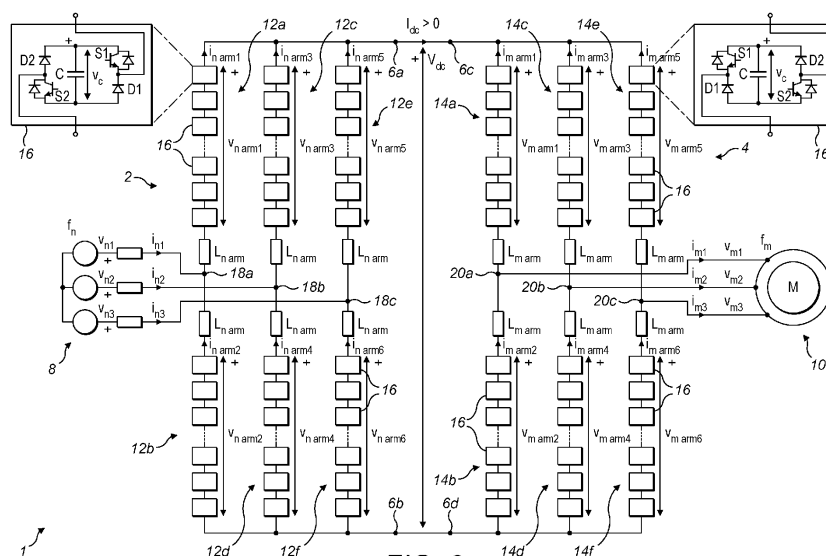 i_n arm1 12a i_n arm3 12c i_n arm5 I_dc > 0 i_m arm1 14c i_m arm3 14e i_m arm5
6a 6c
D2 S1 + C V_c S2 D1
+ + + + V_dc + + +
S1 + D2 C V_c D1 S2
16 16
12e 14a
16 V_n arm1 V_n arm3 V_n arm5 V_m arm1 V_m arm3 V_m arm5 4
2 16
f_n L_n arm L_n arm L_n arm L_m arm L_m arm L_m arm f_m
V_n1 + i_n1 18a 20a i_m1 V_m1
V_n2 + i_n2 18b 20b i_m2 V_m2 M
V_n3 + i_n3 18c 20c i_m3 V_m3
8 L_n arm L_n arm L_n arm L_m arm L_m arm L_m arm 10
i_n arm2 i_n arm4 i_n arm6 i_m arm2 i_m arm4 i_m arm6
+ + + 16 + + + 16
16
12b V_n arm2 V_n arm4 V_n arm6 V_m arm2 V_m arm4 V_m arm6
14b
6b 6d
1 12d 12f 14d 14f